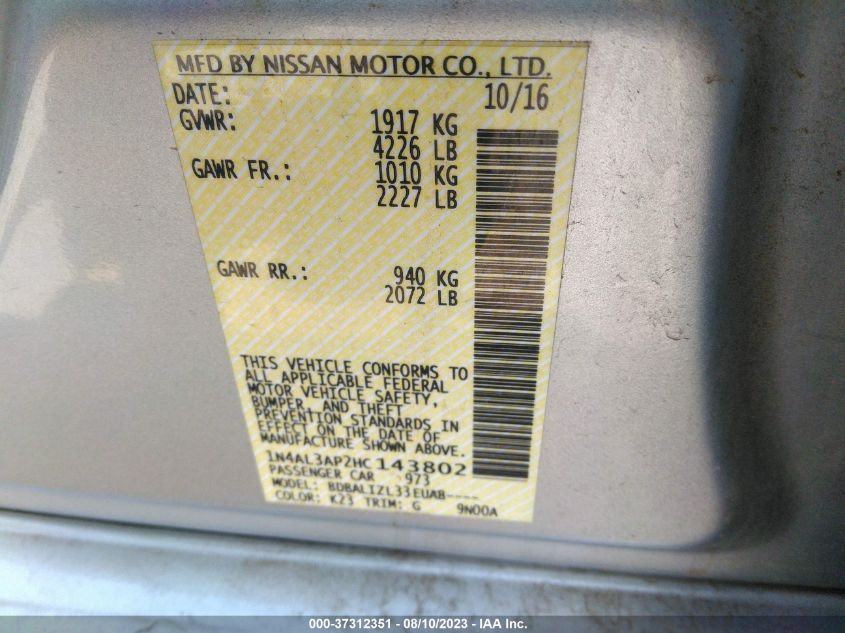 MFD BY NISSAN MOTOR CO., LTD.
DATE: 10/16
GVWR: 1917 KG
4226 LB
GAWR FR.: 1010 KG
2227 LB
GAWR RR.: 940 KG
2072 LB
THIS VEHICLE CONFORMS TO
ALL APPLICABLE FEDERAL
MOTOR VEHICLE SAFETY,
BUMPER, AND THEFT
PREVENTION STANDARDS IN
EFFECT ON THE DATE OF
MANUFACTURE SHOWN ABOVE.
1N4AL3AP2HC143802
PASSENGER CAR 973
MODEL: BDBALIZL33EUA8----
COLOR: K23 TRIM: G 9N00A
000-37312351 - 08/10/2023 - IAA Inc.